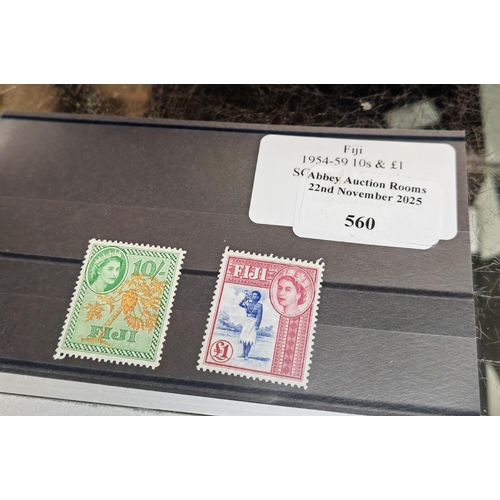 Fiji
1954-59 10s & £1
SG
Abbey Auction Rooms
22nd November 2025
560
10/-
FIJI
FIJI
£1